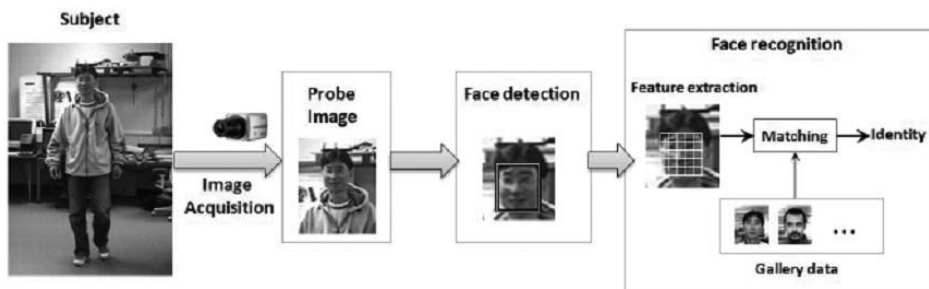 Subject
Image
Acquisition
Probe
Image
Face detection
Face recognition
Feature extraction
Matching
Identity
...
Gallery data